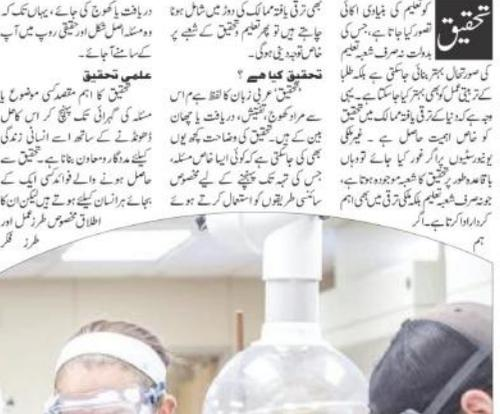 تحقیق
کو تعلیم کی بنیادی اکائی
تصور کیا جاتا ہے، جس کی
بدولت نہ صرف شعبہ تعلیم
کی صورتحال بہتر بنائی جاسکتی ہے بلکہ طلبا
کے تربیتی عمل کو بھی بہتر کیا جاسکتا ہے۔ یہی
وجہ ہے کہ دنیا کے ترقی یافتہ ممالک میں تحقیق
کو خاص اہمیت حاصل ہے ۔ غیرملکی
یونیورسٹیوں پر اگر غور کیا جائے تو وہاں
باقاعدہ طور پر تحقیق کا شعبہ موجود ہوتا ہے،
جو نہ صرف شعبہ تعلیم بلکہ ملکی ترقی میں بھی اہم
کردار ادا کرتا ہے۔ اگر
ہم
بھی ترقی یافتہ ممالک کی دوڑ میں شامل ہونا
چاہتے ہیں تو پھر تعلیم و تحقیق کے شعبے پر
خاص توجہ دینی ہوگی۔
تحقیق کیا ہے ؟
'تحقیق' عربی زبان کا لفظ ہے، اس
سے مراد کھوج، تفتیش، دریافت یا چھان
بین کے ہیں۔ تحقیق کی وضاحت کچھ یوں
بھی کی جاسکتی ہے کہ کوئی ایسا خاص مسئلہ،
جس کی تہہ تک پہنچنے کے لیے مخصوص
سائنسی طریقوں کو استعمال کرتے ہوئے
دریافت یا کھوج کی جائے، یہاں تک کہ
وہ مسئلہ اصل شکل اور حقیقی روپ میں آپ
کے سامنے آجائے۔
علمی تحقیق
تحقیق کا اہم مقصد کسی موضوع یا
مسئلہ کی گہرائی تک پہنچ کر اس کا حل
ڈھونڈنے کے ساتھ اسے انسانی زندگی
کیلئے مددگار و معاون بنانا ہے۔ تحقیق سے
حاصل ہونے والے فوائد کسی ایک کے
بجائے ہر انسان کیلئے ہوتے ہیں لیکن ان کا
اطلاق مخصوص طرز عمل اور
طرز فکر